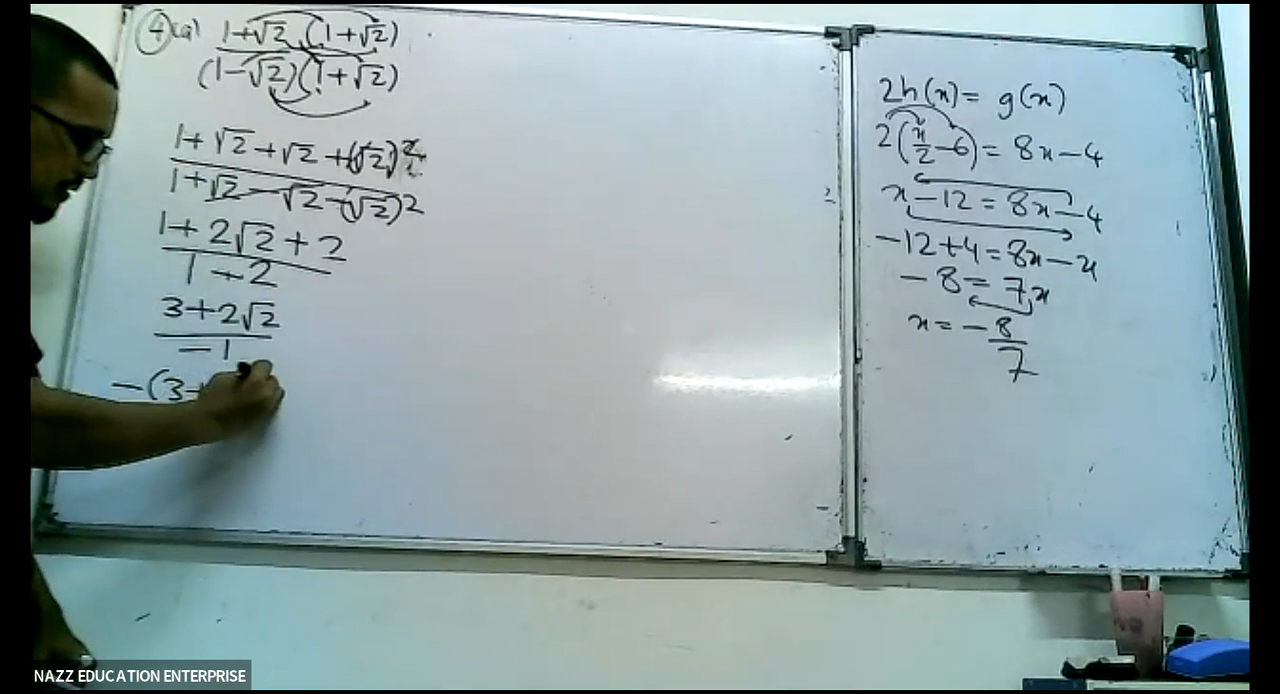 4(a) 1+√2 (1+√2)
(1-√2)(1+√2)
1+√2+√2+(√2)²
1+√2-√2-(√2)2
1+2√2+2
1-2
3+2√2
-1
-(3+
2h(x)= g(x)
2(x/2-6)= 8x-4
x-12=8x-4
-12+4=8x-x
-8=7x
x=-8
7
NAZZ EDUCATION ENTERPRISE